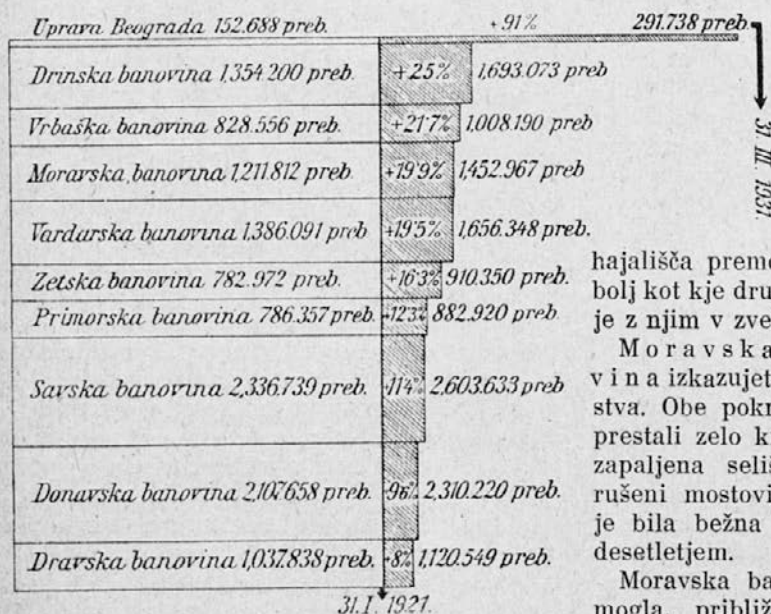 Uprava Beograda 152.688 preb. +91% 291.738 preb.
Drinska banovina 1,354.200 preb. +25% 1,693.073 preb
Vrbaška banovina 828.556 preb. +21·7% 1,008.190 preb
Moravska banovina 1,211.812 preb. +19·9% 1,452.967 preb.
Vardarska banovina 1,386.091 preb +19·5% 1,656.348 preb.
Zetska banovina 782.972 preb. +16·3% 910.350 preb.
Primorska banovina 786.357 preb. +12·3% 882.920 preb.
Savska banovina 2,336.739 preb. +11·4% 2,603.633 preb
Donavska banovina 2,107.658 preb. +9·6% 2,310.220 preb.
Dravska banovina 1,037.838 preb. +8% 1,120.549 preb.
31. I. 1921.
31. III. 1931.
hajališča preme
bolj kot kje dru
je z njim v zve
Moravska
vina izkazujet
stva. Obe pokr
prestali zelo k
zapaljena seliš
rušeni mostovi
je bila bežna
desetletjem.
Moravska ba
mogla približ